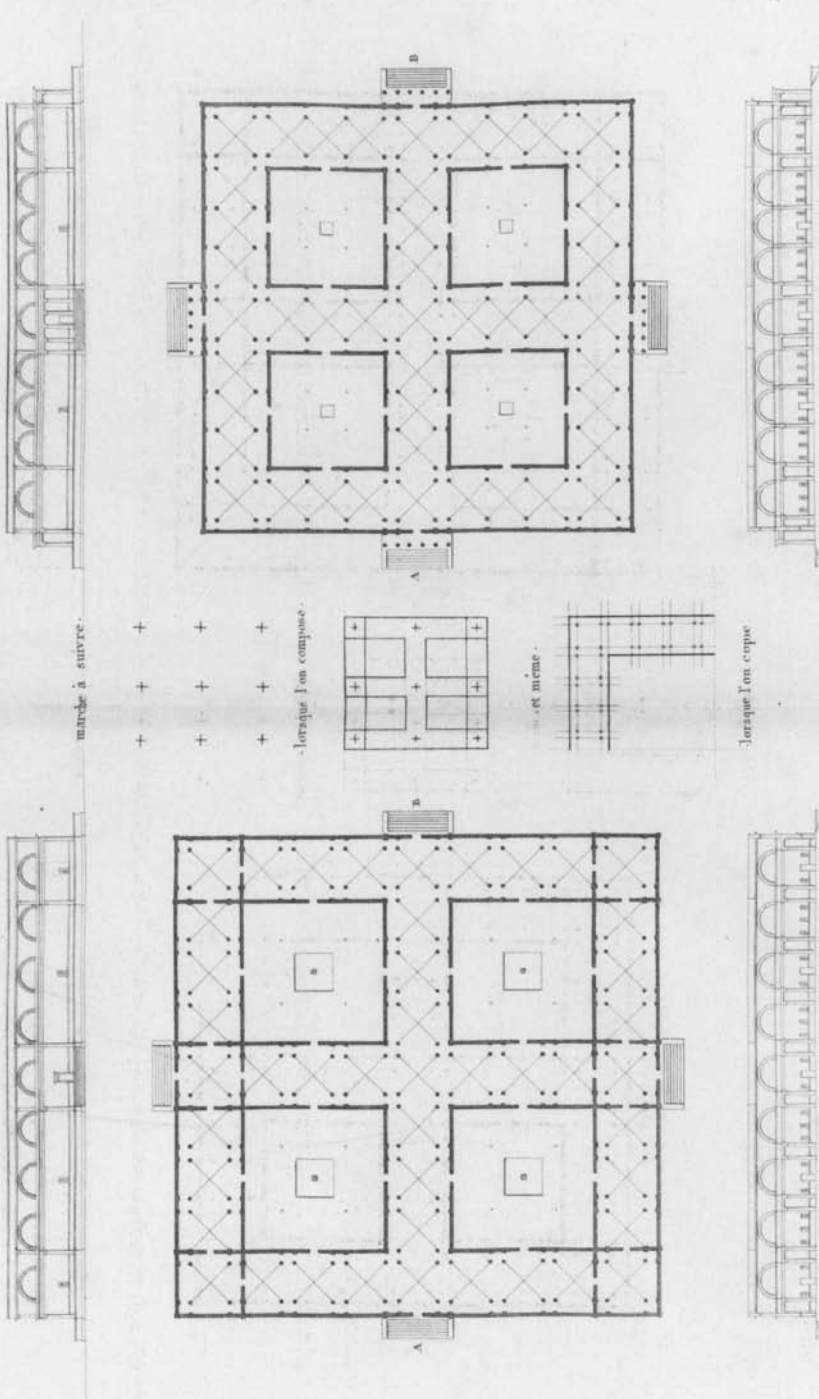 marche à suivre.
lorsque l'on compose.
et même.
lorsque l'on copie
A
B
A
B